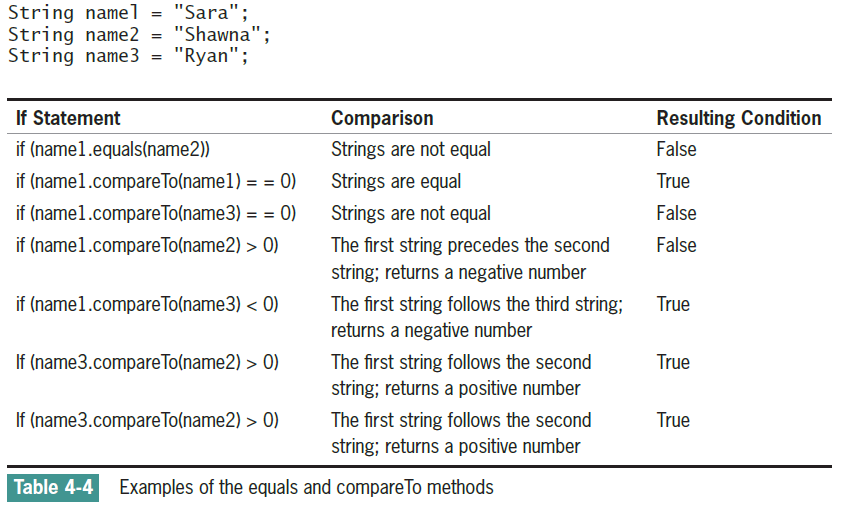 String name1 = "Sara";
String name2 = "Shawna";
String name3 = "Ryan";
If Statement Comparison Resulting Condition
if (name1.equals(name2)) Strings are not equal False
if (name1.compareTo(name1) = = 0) Strings are equal True
if (name1.compareTo(name3) = = 0) Strings are not equal False
if (name1.compareTo(name2) > 0) The first string precedes the second False
string; returns a negative number
if (name1.compareTo(name3) < 0) The first string follows the third string; True
returns a negative number
If (name3.compareTo(name2) > 0) The first string follows the second True
string; returns a positive number
If (name3.compareTo(name2) > 0) The first string follows the second True
string; returns a positive number
Table 4-4 Examples of the equals and compareTo methods